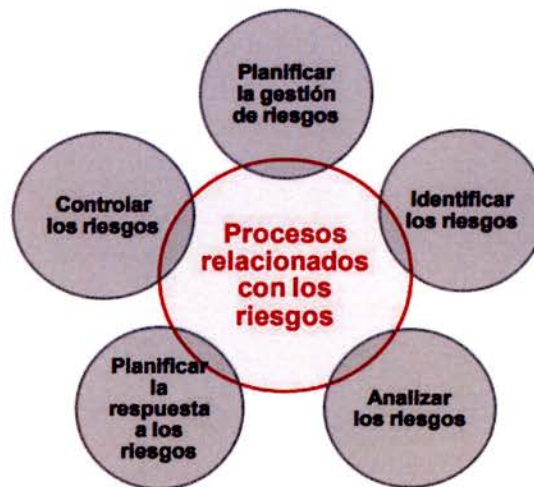 Planificar
la gestión
de riesgos
Identificar
los riesgos
Analizar
los riesgos
Planificar
la
respuesta
a los
riesgos
Controlar
los riesgos
Procesos
relacionados
con los
riesgos